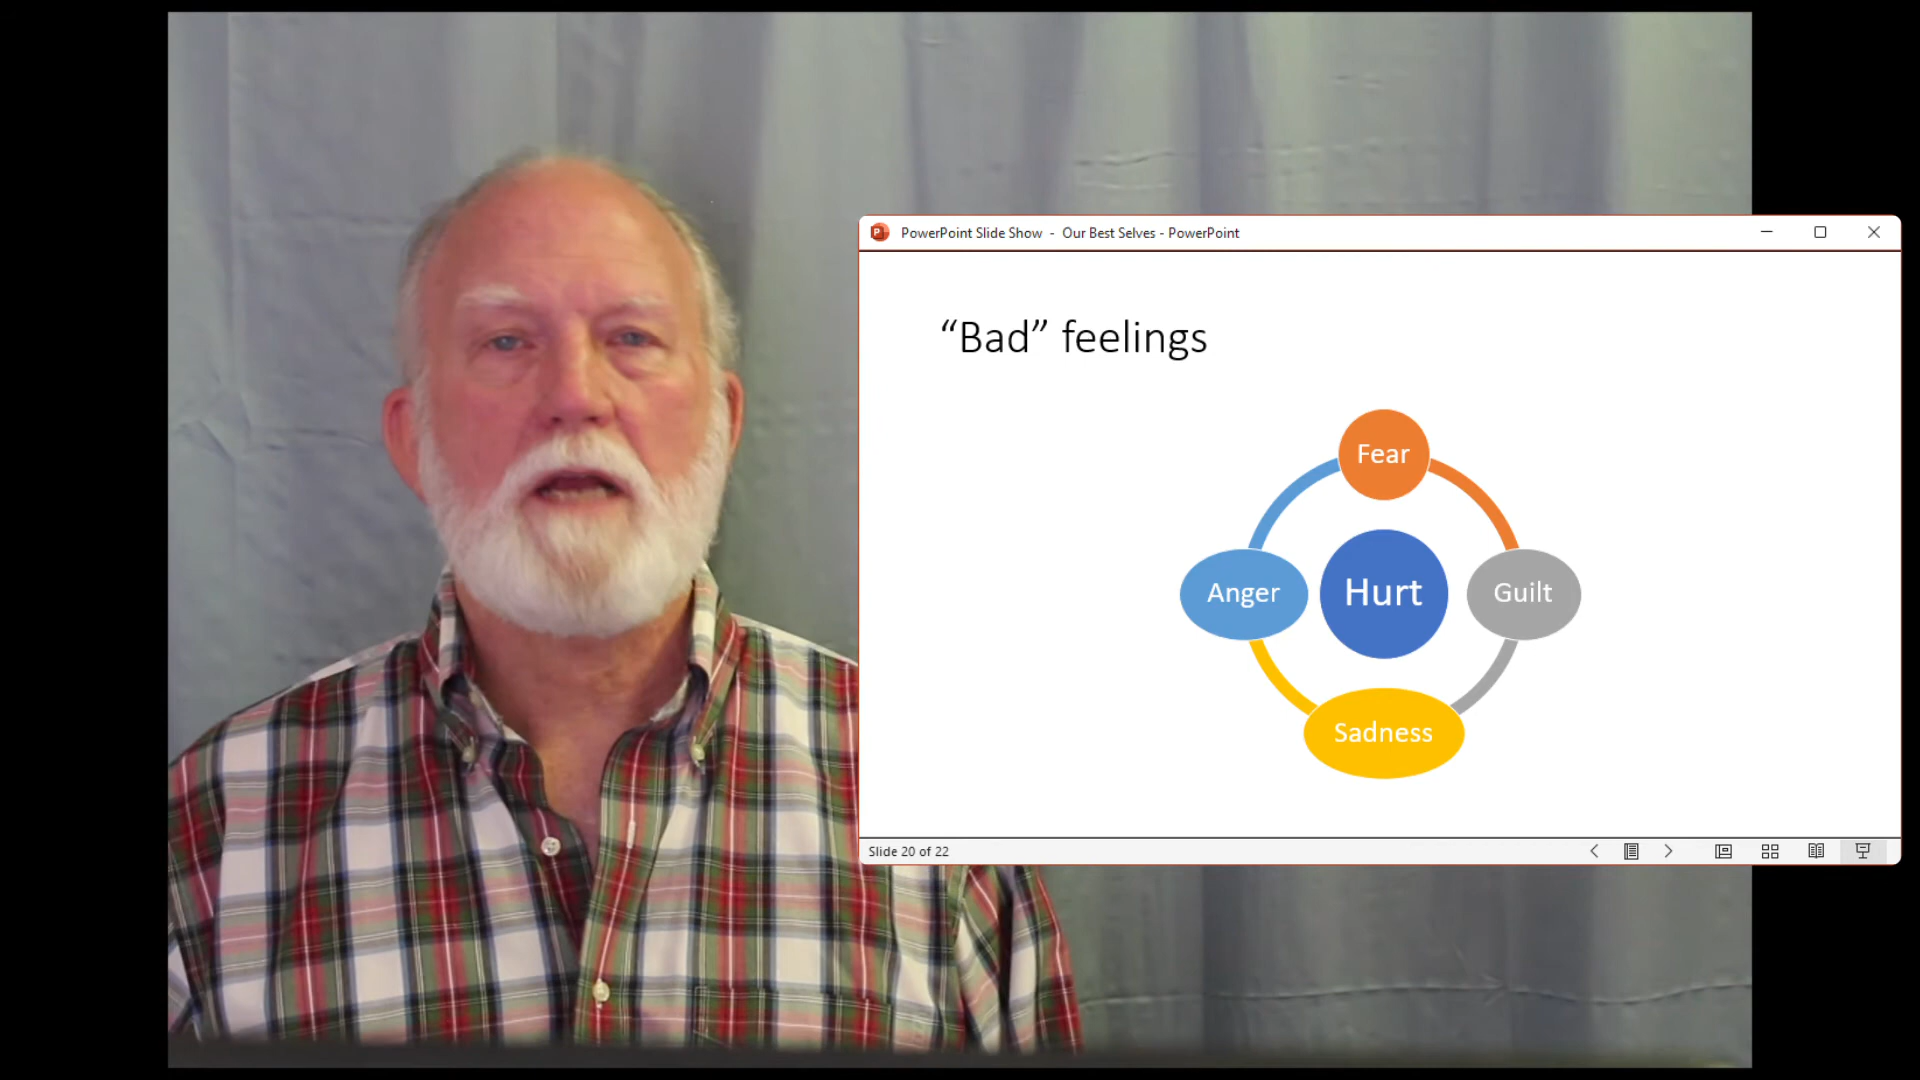 PowerPoint Slide Show - Our Best Selves - PowerPoint
“Bad” feelings
Fear
Anger
Hurt
Guilt
Sadness
Slide 20 of 22